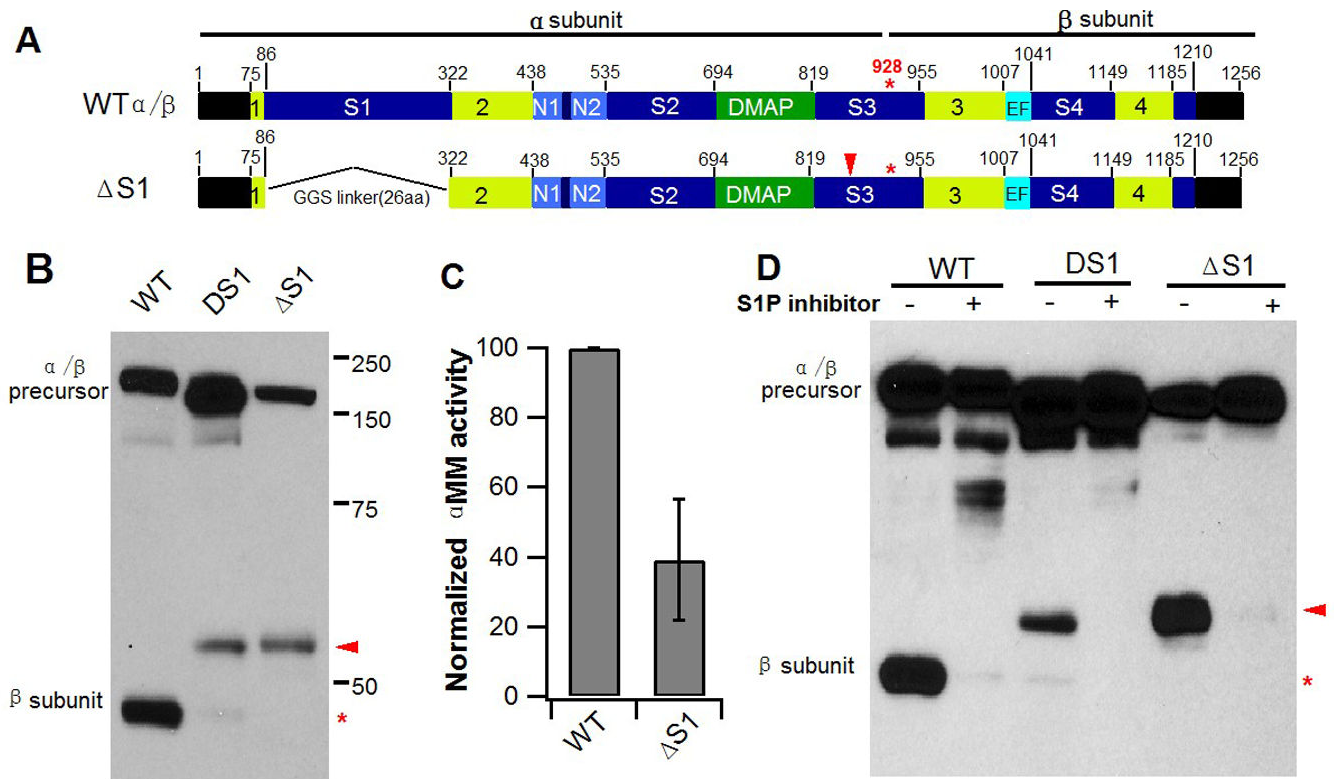 A
α subunit
β subunit
1 75 86 322 438 535 694 819 928 955 1007 1041 1149 1185 1210 1256
*
WTα/β
1 S1 2 N1 N2 S2 DMAP S3 3 EF S4 4
1 75 86 322 438 535 694 819 * 955 1007 1041 1149 1185 1210 1256
ΔS1
1 GGS linker(26aa) 2 N1 N2 S2 DMAP S3 3 EF S4 4
B
WT DS1 ΔS1
α/β
precursor
250
150
75
50
β subunit
*
C
Normalized αMM activity
100
80
60
40
20
0
WT ΔS1
D
WT DS1 ΔS1
S1P inhibitor - + - + - +
α/β
precursor
β subunit
*